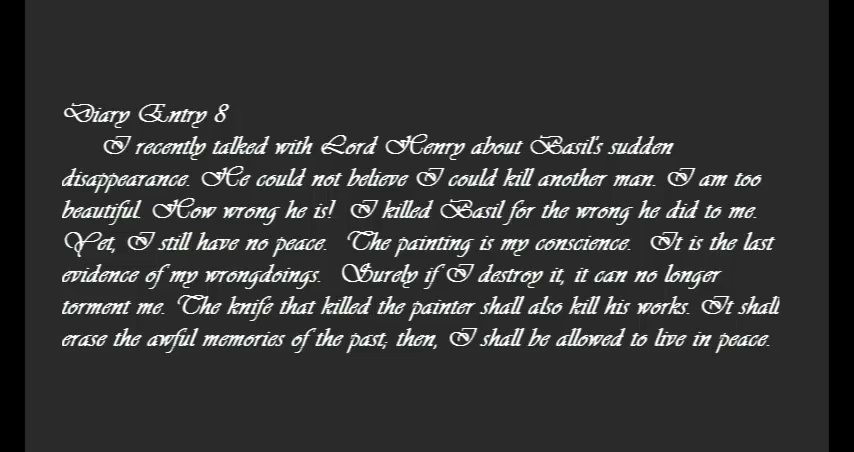 Diary Entry 8
I recently talked with Lord Henry about Basil's sudden
disappearance. He could not believe I could kill another man. I am too
beautiful. How wrong he is! I killed Basil for the wrong he did to me.
Yet, I still have no peace. The painting is my conscience. It is the last
evidence of my wrongdoings. Surely if I destroy it, it can no longer
torment me. The knife that killed the painter shall also kill his works. It shall
erase the awful memories of the past; then, I shall be allowed to live in peace.